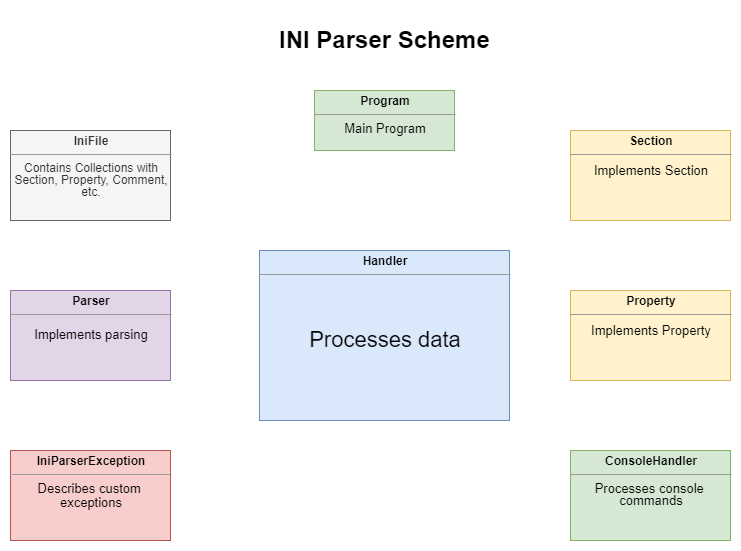 INI Parser Scheme
Program
Main Program
IniFile
Contains Collections with
Section, Property, Comment,
etc.
Section
Implements Section
Handler
Processes data
Parser
Implements parsing
Property
Implements Property
IniParserException
Describes custom
exceptions
ConsoleHandler
Processes console
commands